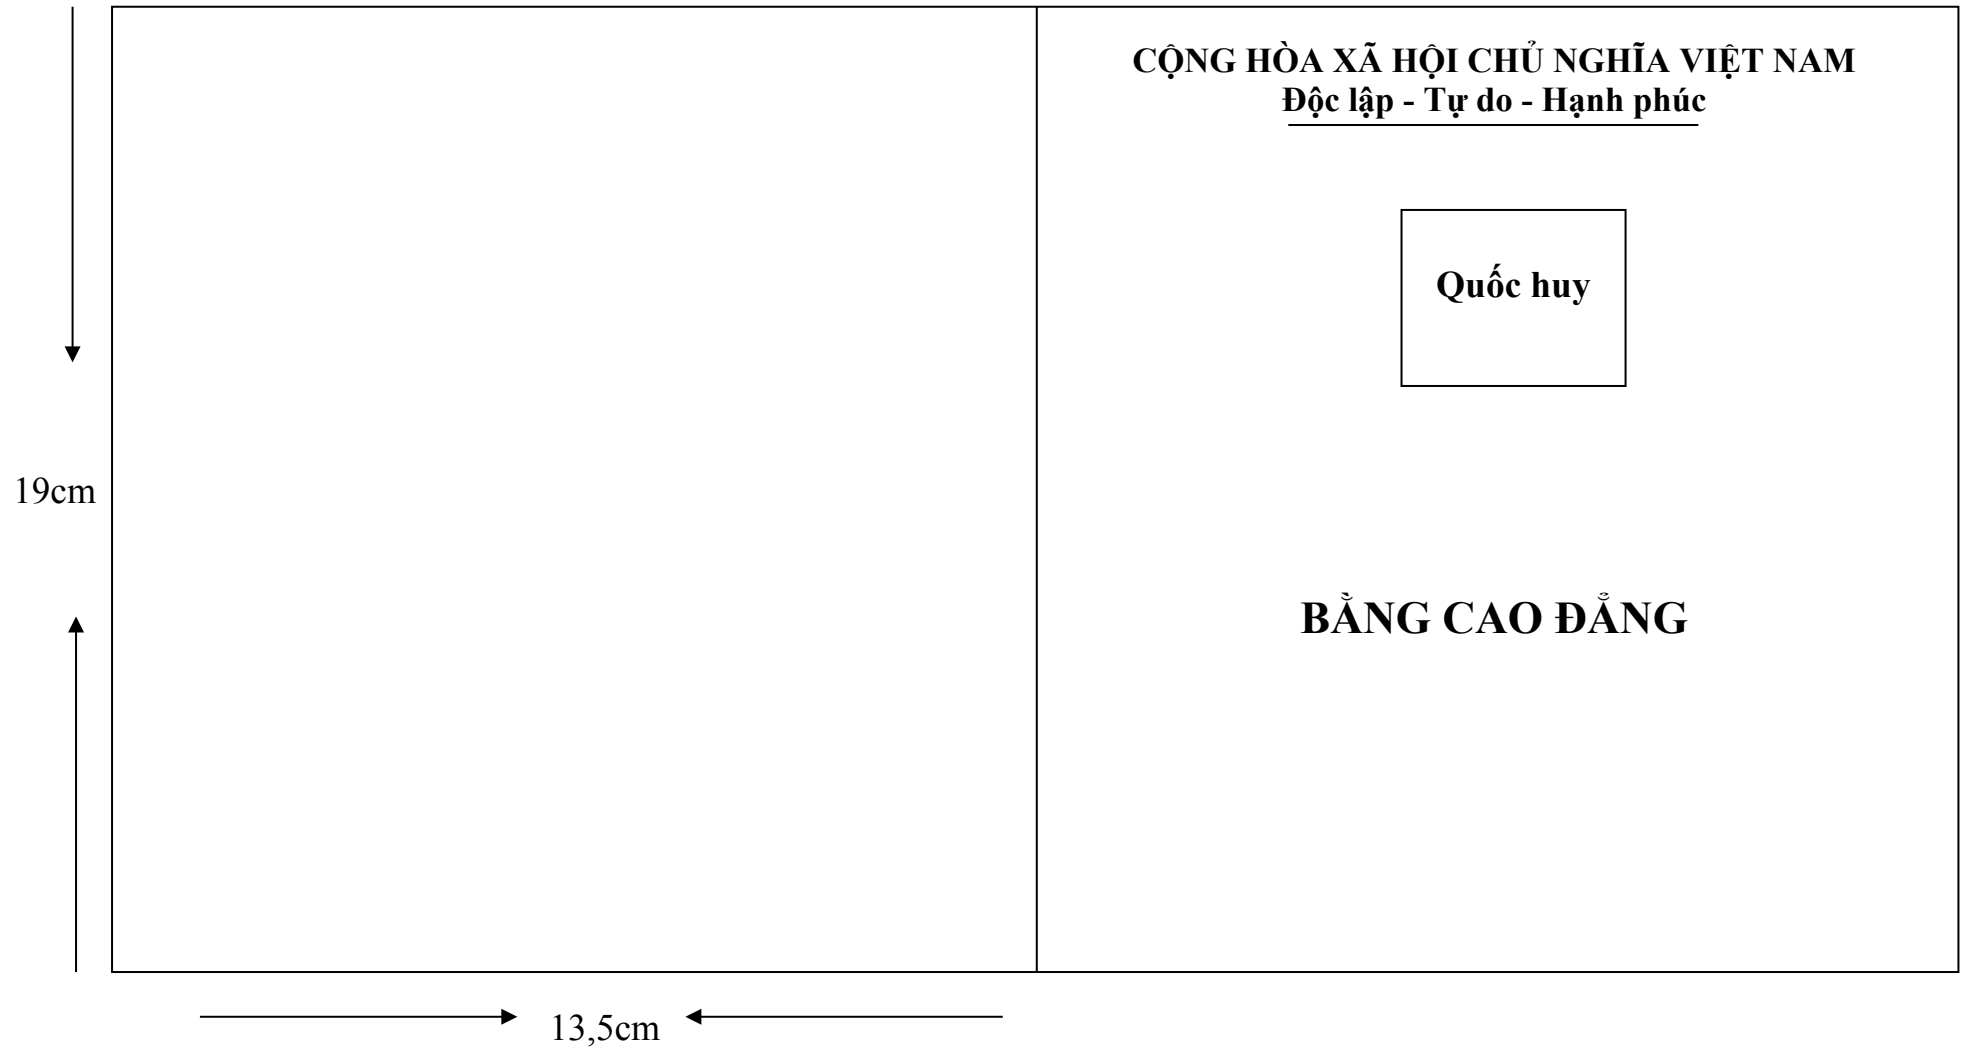 CỘNG HÒA XÃ HỘI CHỦ NGHĨA VIỆT NAM
Độc lập - Tự do - Hạnh phúc
Quốc huy
19cm
BẰNG CAO ĐẲNG
13,5cm